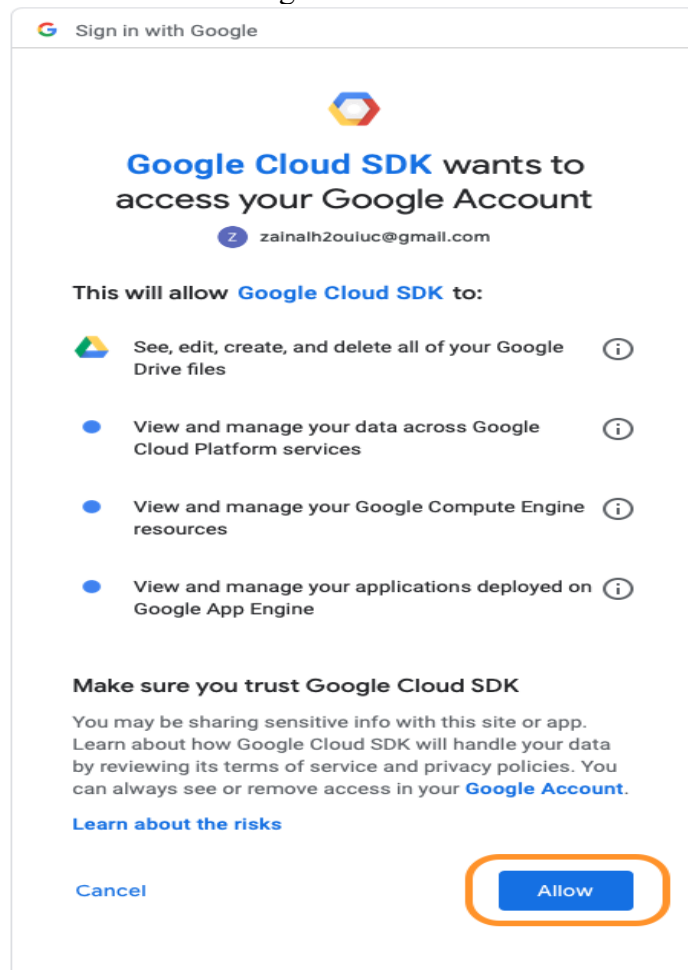 Sign in with Google
Google Cloud SDK wants to
access your Google Account
Z zainalh2ouiuc@gmail.com
This will allow Google Cloud SDK to:
See, edit, create, and delete all of your Google
Drive files
View and manage your data across Google
Cloud Platform services
View and manage your Google Compute Engine
resources
View and manage your applications deployed on
Google App Engine
Make sure you trust Google Cloud SDK
You may be sharing sensitive info with this site or app.
Learn about how Google Cloud SDK will handle your data
by reviewing its terms of service and privacy policies. You
can always see or remove access in your Google Account.
Learn about the risks
Cancel
Allow